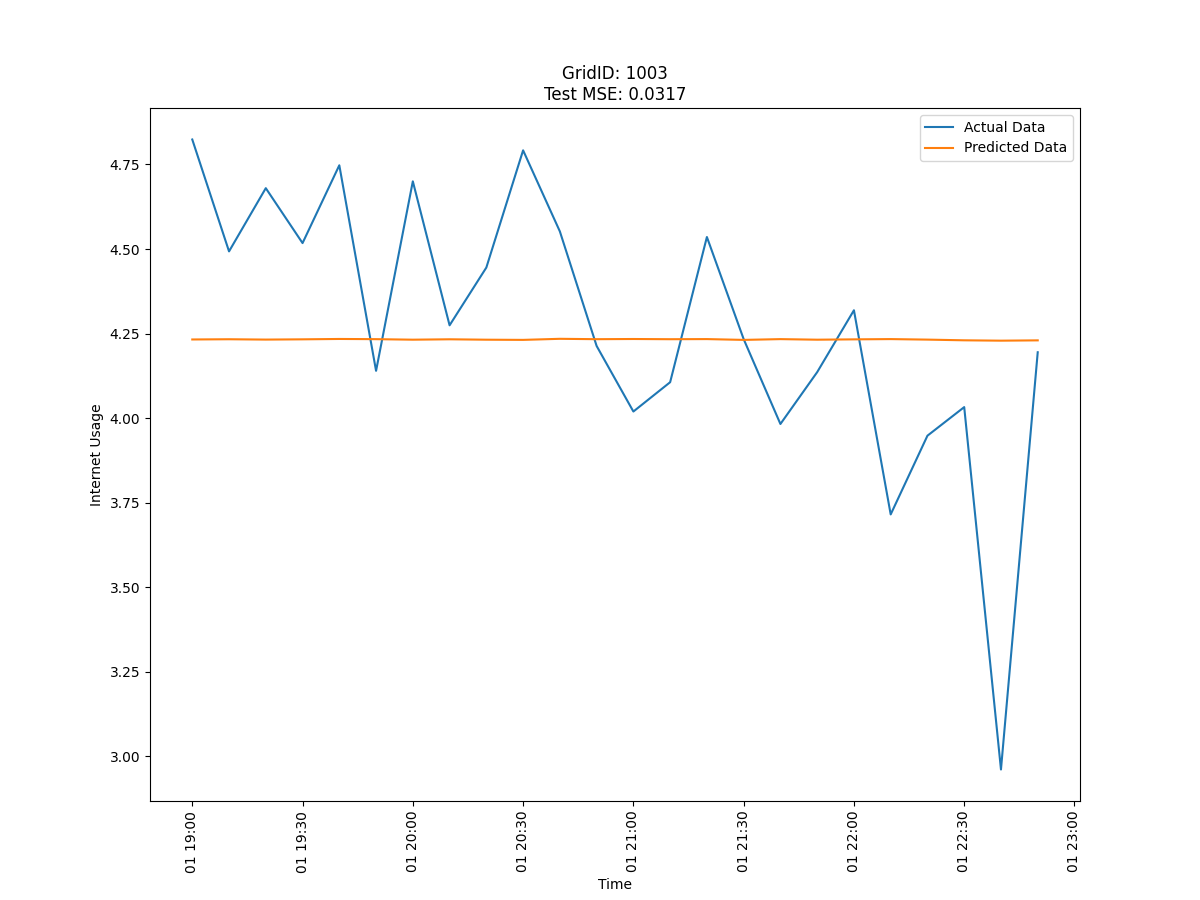 GridID: 1003
Test MSE: 0.0317
Actual Data
Predicted Data
4.75
4.50
4.25
4.00
3.75
3.50
3.25
3.00
Internet Usage
01 19:00
01 19:30
01 20:00
01 20:30
01 21:00
01 21:30
01 22:00
01 22:30
01 23:00
Time